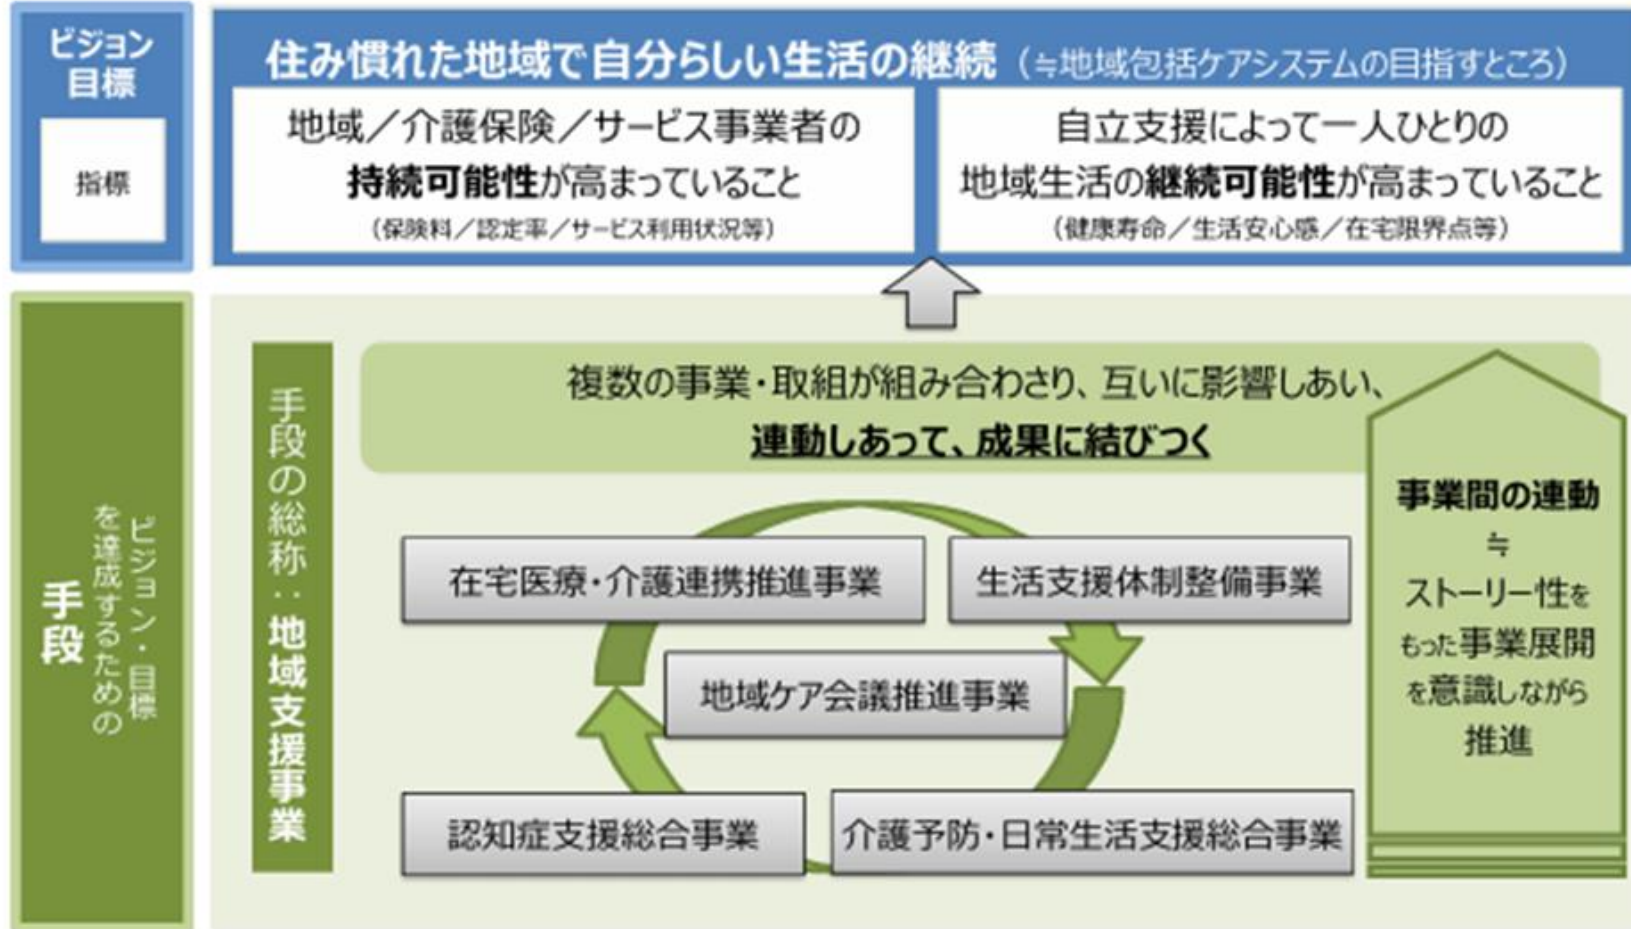 ビジョン
目標
指標
住み慣れた地域で自分らしい生活の継続（≒地域包括ケアシステムの目指すところ）
地域／介護保険／サービス事業者の
持続可能性が高まっていること
（保険料／認定率／サービス利用状況等）
自立支援によって一人ひとりの
地域生活の継続可能性が高まっていること
（健康寿命／生活安心感／在宅限界点等）
ビジョン・目標
を達成するための
手段
手段の総称：地域支援事業
複数の事業・取組が組み合わさり、互いに影響しあい、
連動しあって、成果に結びつく
在宅医療・介護連携推進事業
生活支援体制整備事業
地域ケア会議推進事業
認知症支援総合事業
介護予防・日常生活支援総合事業
事業間の連動
≒
ストーリー性を
もった事業展開
を意識しながら
推進